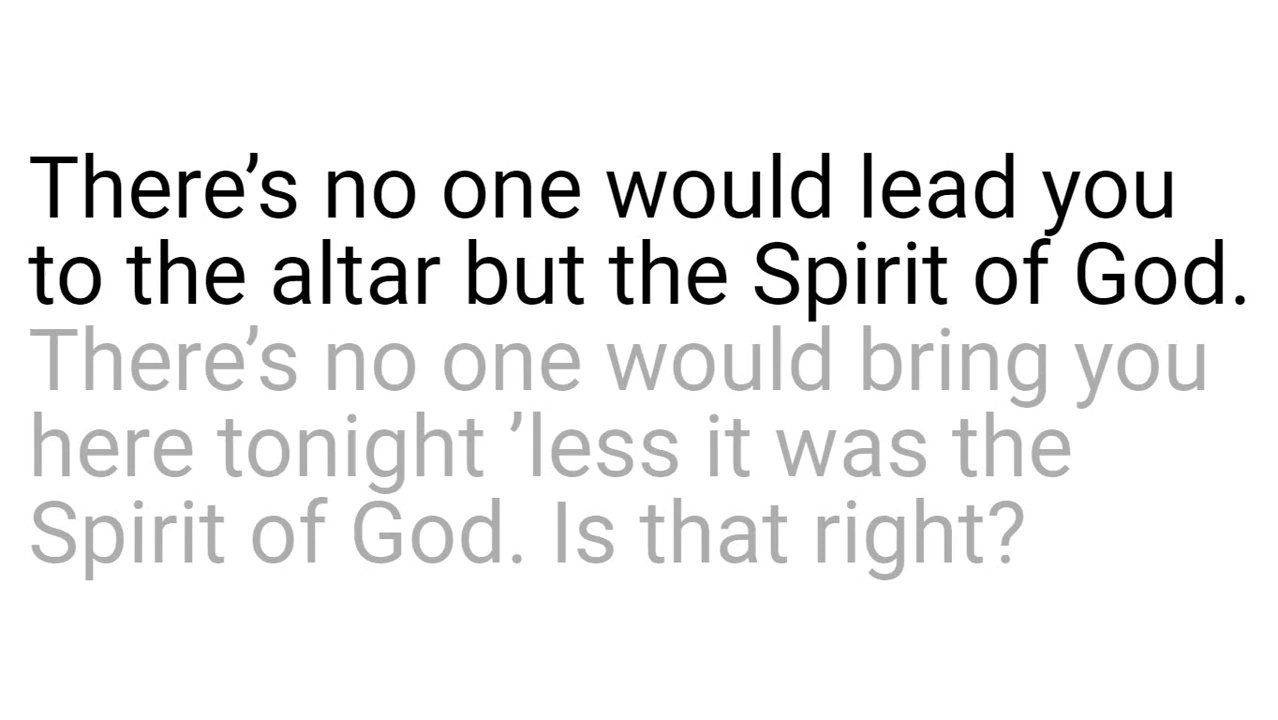 There’s no one would lead you
to the altar but the Spirit of God.
There’s no one would bring you
here tonight ’less it was the
Spirit of God. Is that right?